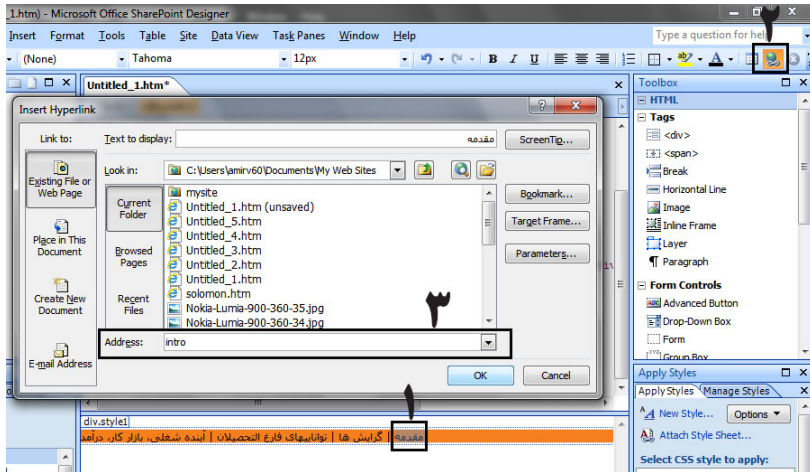 _1.htm) - Microsoft Office SharePoint Designer
Insert Format Tools Table Site Data View Task Panes Window Help
Type a question for help
۲
(None) Tahoma 12px B I U A
Untitled_1.htm*
Toolbox
HTML
Tags
<div>
<span>
Break
Horizontal Line
Image
Inline Frame
Layer
Paragraph
Form Controls
Advanced Button
Drop-Down Box
Form
Group Box
Insert Hyperlink
Link to:
Text to display:
مقدمه
ScreenTip...
Existing File or
Web Page
Look in:
C:\Users\amirv60\Documents\My Web Sites
Current
Folder
mysite
Untitled_1.htm (unsaved)
Untitled_5.htm
Untitled_4.htm
Untitled_3.htm
Untitled_2.htm
Untitled_1.htm
solomon.htm
Nokia-Lumia-900-360-35.jpg
Nokia-Lumia-900-360-34.jpg
Bookmark...
Target Frame...
Parameters...
Place in This
Document
Browsed
Pages
Create New
Document
Recent
Files
۳
E-mail Address
Address:
intro
OK
Cancel
Apply Styles
Apply Styles
Manage Styles
New Style...
Options
Attach Style Sheet...
Select CSS style to apply:
۱
div.style1
مقدمه | گرایش ها | تواناییهای فارغ التحصیلان | آینده شغلی، بازار کار، درآمد